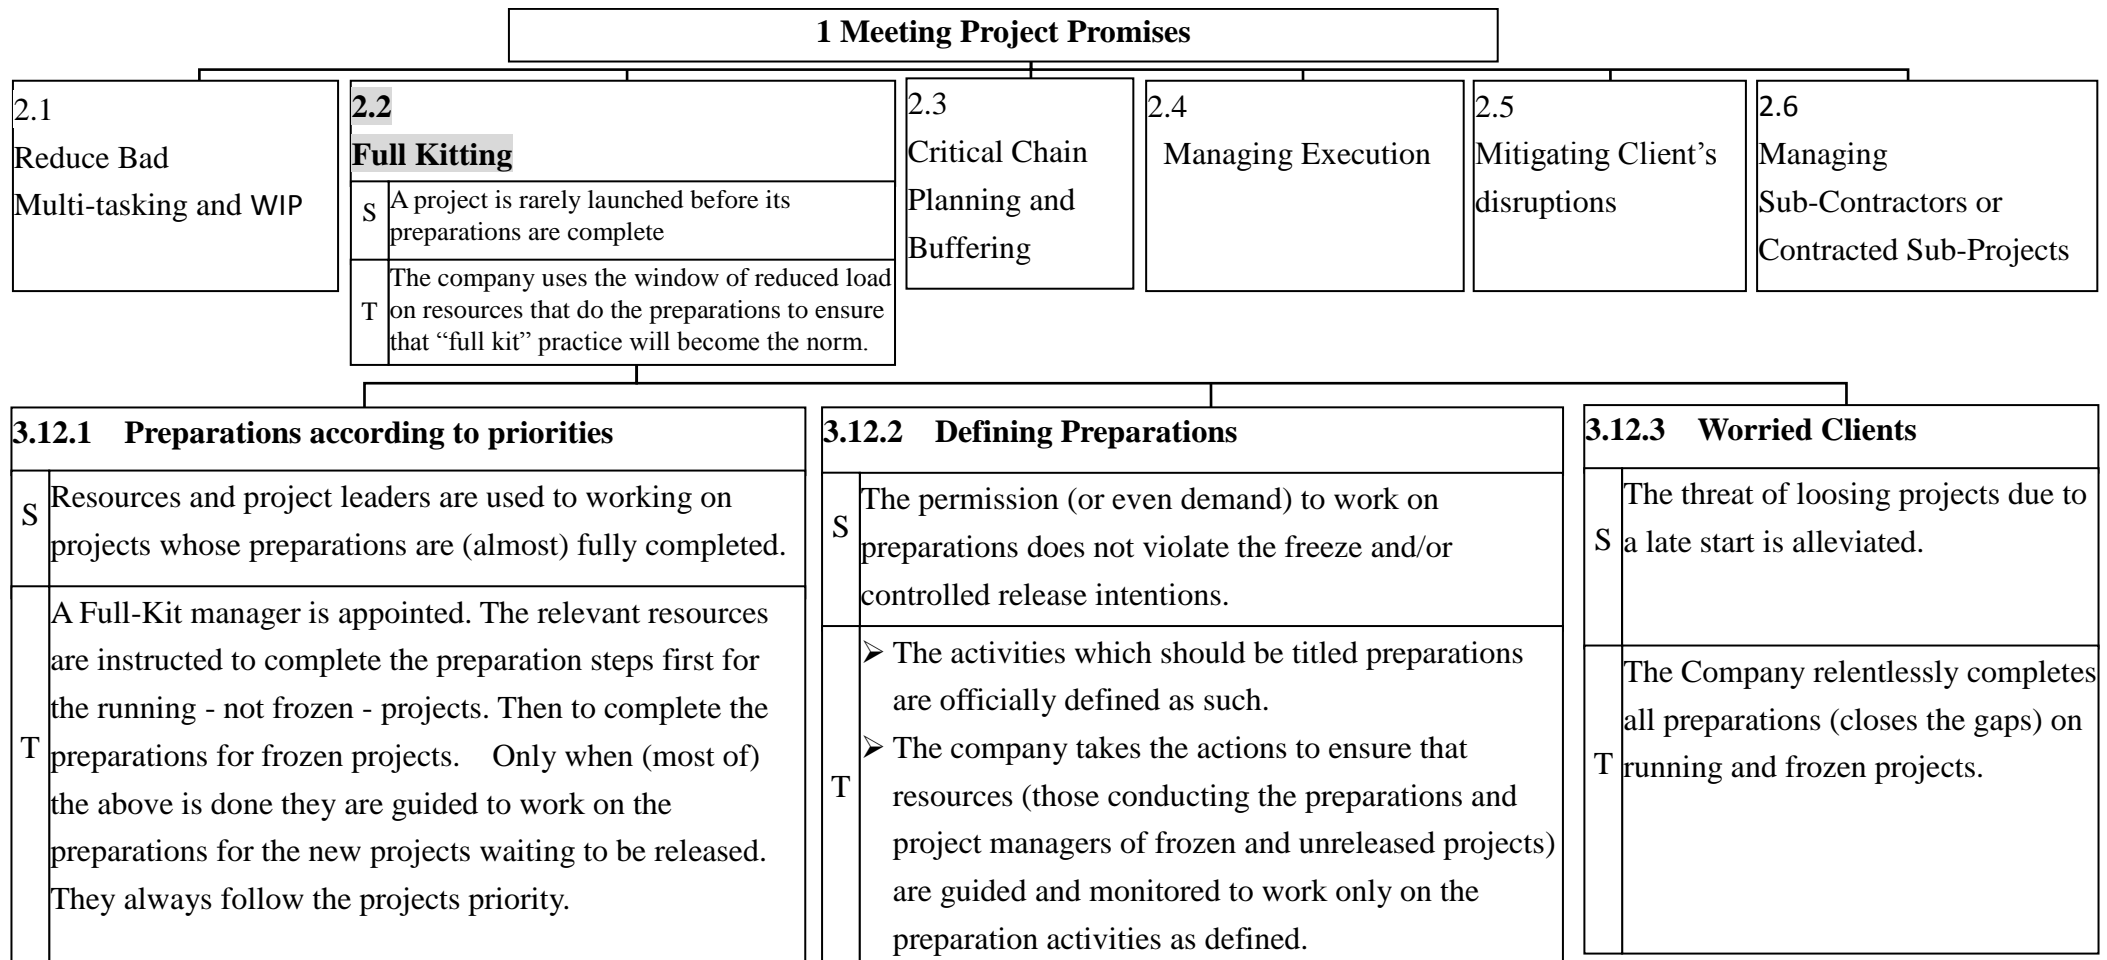 1 Meeting Project Promises
2.1
Reduce Bad
Multi-tasking and WIP
2.2
Full Kitting
S
A project is rarely launched before its
preparations are complete
T
The company uses the window of reduced load
on resources that do the preparations to ensure
that “full kit” practice will become the norm.
2.3
Critical Chain
Planning and
Buffering
2.4
Managing Execution
2.5
Mitigating Client’s
disruptions
2.6
Managing
Sub-Contractors or
Contracted Sub-Projects
3.12.1 Preparations according to priorities
S
Resources and project leaders are used to working on
projects whose preparations are (almost) fully completed.
T
A Full-Kit manager is appointed. The relevant resources
are instructed to complete the preparation steps first for
the running - not frozen - projects. Then to complete the
preparations for frozen projects. Only when (most of)
the above is done they are guided to work on the
preparations for the new projects waiting to be released.
They always follow the projects priority.
3.12.2 Defining Preparations
S
The permission (or even demand) to work on
preparations does not violate the freeze and/or
controlled release intentions.
T
➢ The activities which should be titled preparations
are officially defined as such.
➢ The company takes the actions to ensure that
resources (those conducting the preparations and
project managers of frozen and unreleased projects)
are guided and monitored to work only on the
preparation activities as defined.
3.12.3 Worried Clients
S
The threat of loosing projects due to
a late start is alleviated.
T
The Company relentlessly completes
all preparations (closes the gaps) on
running and frozen projects.